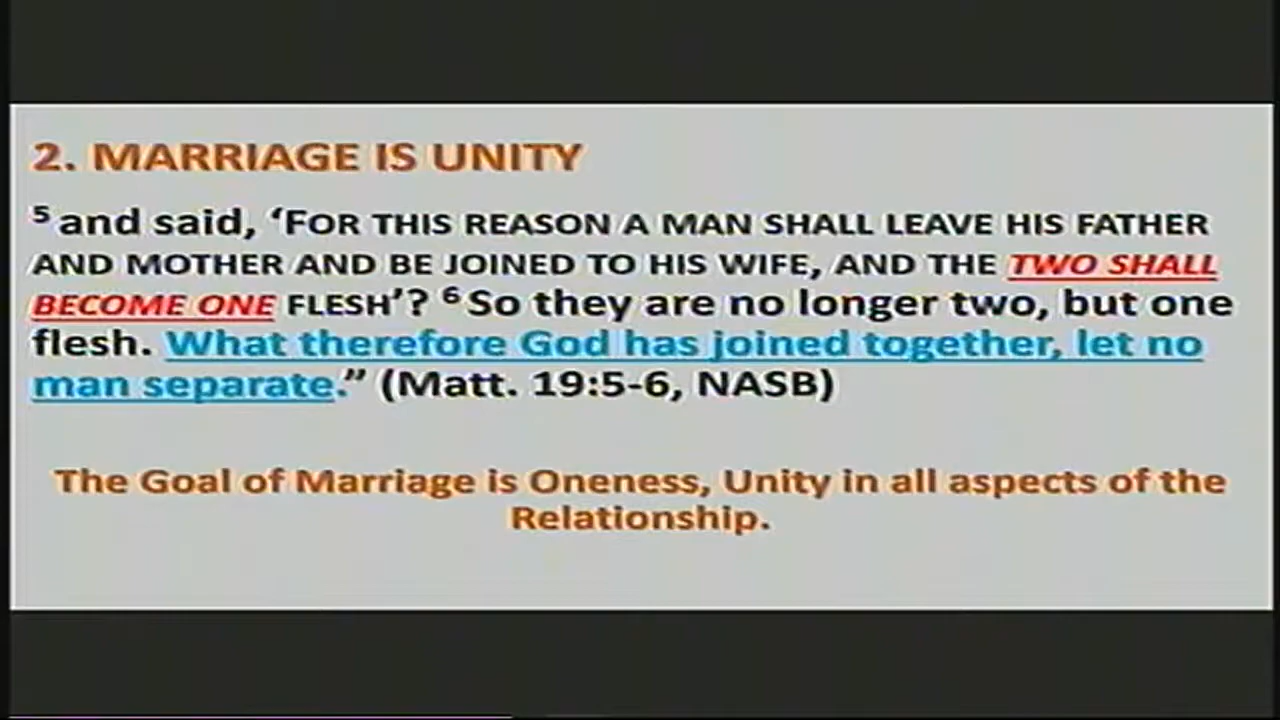 2. MARRIAGE IS UNITY
5 and said, ‘FOR THIS REASON A MAN SHALL LEAVE HIS FATHER
AND MOTHER AND BE JOINED TO HIS WIFE, AND THE TWO SHALL
BECOME ONE FLESH’? 6 So they are no longer two, but one
flesh. What therefore God has joined together, let no
man separate.” (Matt. 19:5-6, NASB)
The Goal of Marriage is Oneness, Unity in all aspects of the
Relationship.